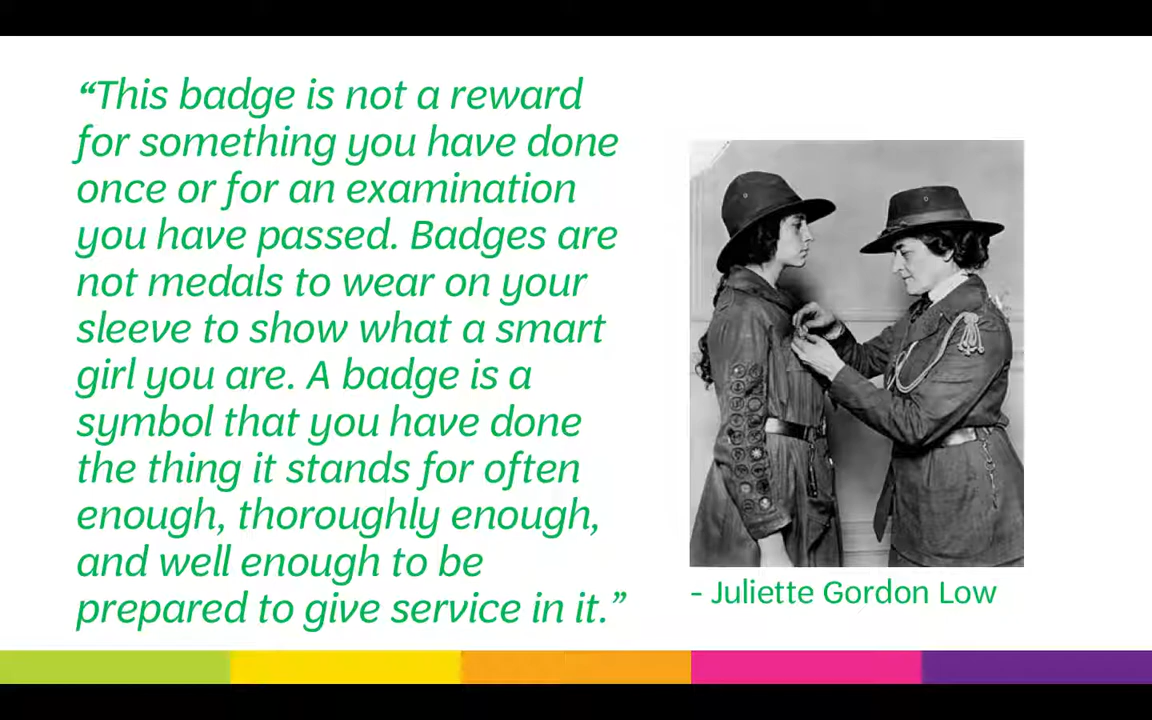 “This badge is not a reward
for something you have done
once or for an examination
you have passed. Badges are
not medals to wear on your
sleeve to show what a smart
girl you are. A badge is a
symbol that you have done
the thing it stands for often
enough, thoroughly enough,
and well enough to be
prepared to give service in it.”
- Juliette Gordon Low